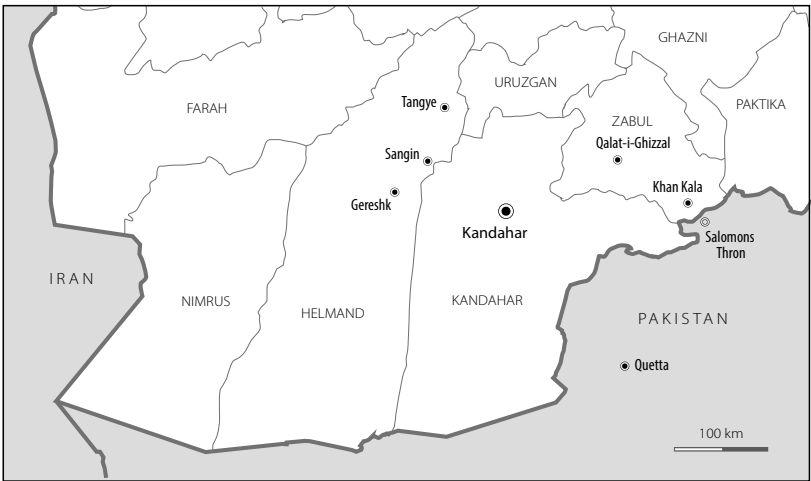 GHAZNI
URUZGAN
Tangye
PAKTIKA
FARAH
ZABUL
Qalat-i-Ghizzal
Sangin
Khan Kala
Gereshk
Kandahar
Salomons
Thron
IRAN
NIMRUS
HELMAND
KANDAHAR
PAKISTAN
Quetta
100 km